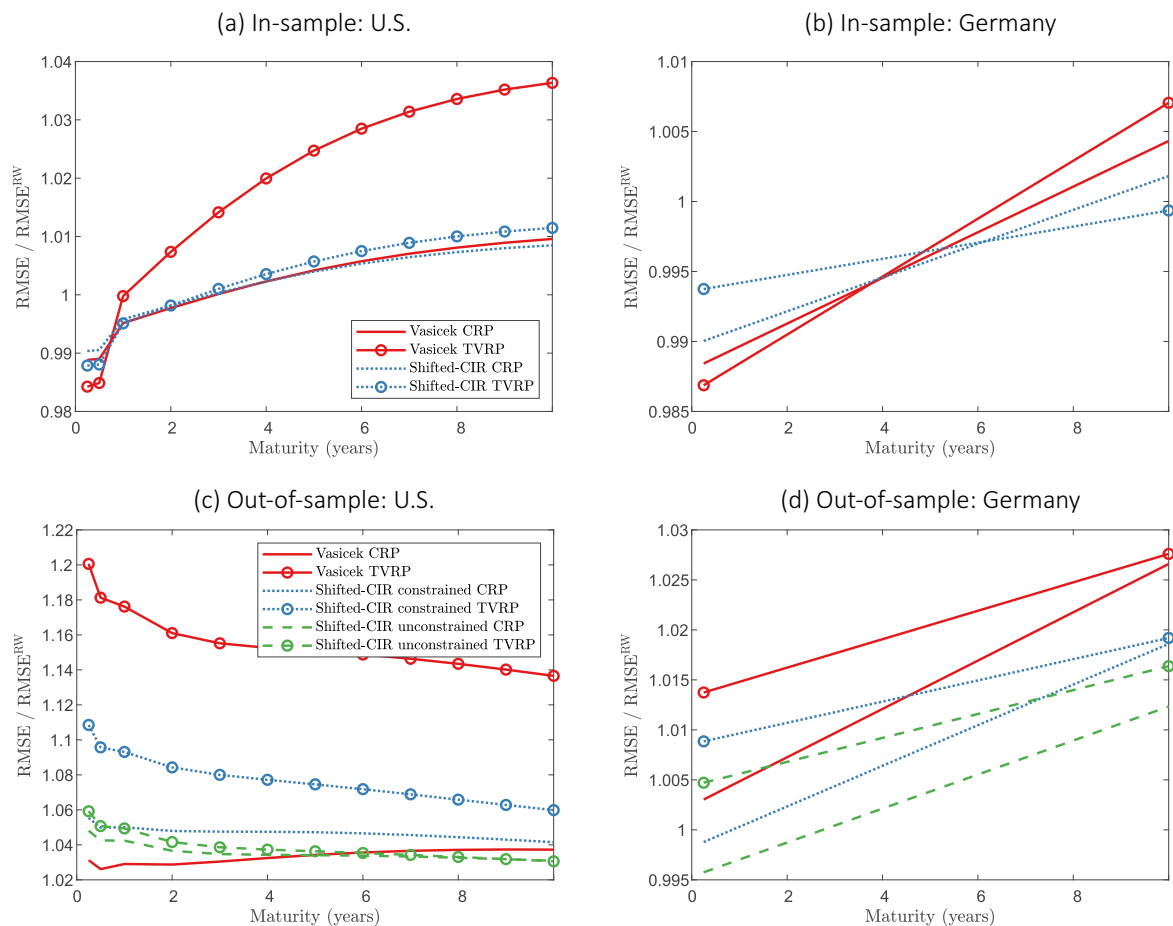 (a) In-sample: U.S.
1.04
1.03
1.02
1.01
1
0.99
0.98
0 2 4 6 8
RMSE / RMSE^RW
Maturity (years)
Vasicek CRP
Vasicek TVRP
Shifted-CIR CRP
Shifted-CIR TVRP
(b) In-sample: Germany
1.01
1.005
1
0.995
0.99
0.985
0 2 4 6 8
RMSE / RMSE^RW
Maturity (years)
(c) Out-of-sample: U.S.
1.22
1.2
1.18
1.16
1.14
1.12
1.1
1.08
1.06
1.04
1.02
0 2 4 6 8
RMSE / RMSE^RW
Maturity (years)
Vasicek CRP
Vasicek TVRP
Shifted-CIR constrained CRP
Shifted-CIR constrained TVRP
Shifted-CIR unconstrained CRP
Shifted-CIR unconstrained TVRP
(d) Out-of-sample: Germany
1.03
1.025
1.02
1.015
1.01
1.005
1
0.995
0 2 4 6 8
RMSE / RMSE^RW
Maturity (years)